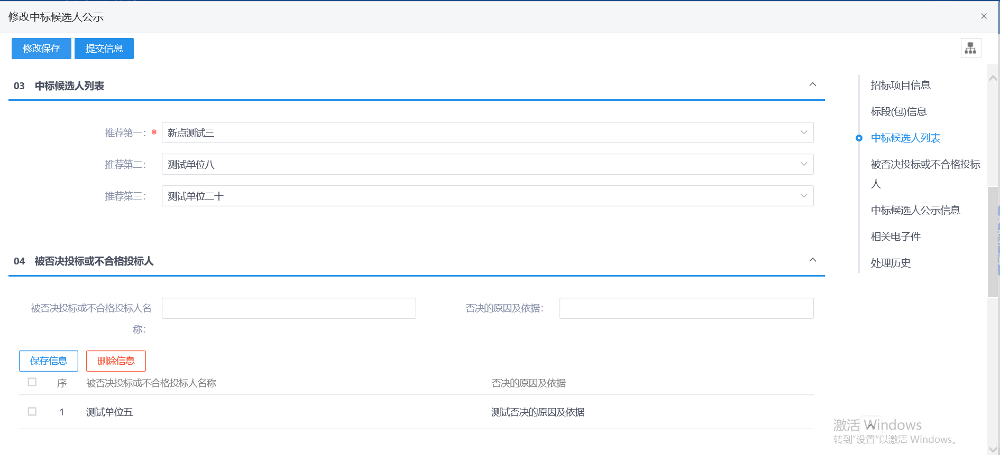 修改中标候选人公示
修改保存
提交信息
03 中标候选人列表
推荐第一: * 新点测试三
推荐第二: 测试单位八
推荐第三: 测试单位二十
04 被否决投标或不合格投标人
被否决投标或不合格投标人名
称:
否决的原因及依据:
保存信息
删除信息
序 被否决投标或不合格投标人名称 否决的原因及依据
1 测试单位五 测试否决的原因及依据
招标项目信息
标段(包)信息
中标候选人列表
被否决投标或不合格投标
人
中标候选人公示信息
相关电子件
处理历史
激活 Windows
转到"设置"以激活 Windows。